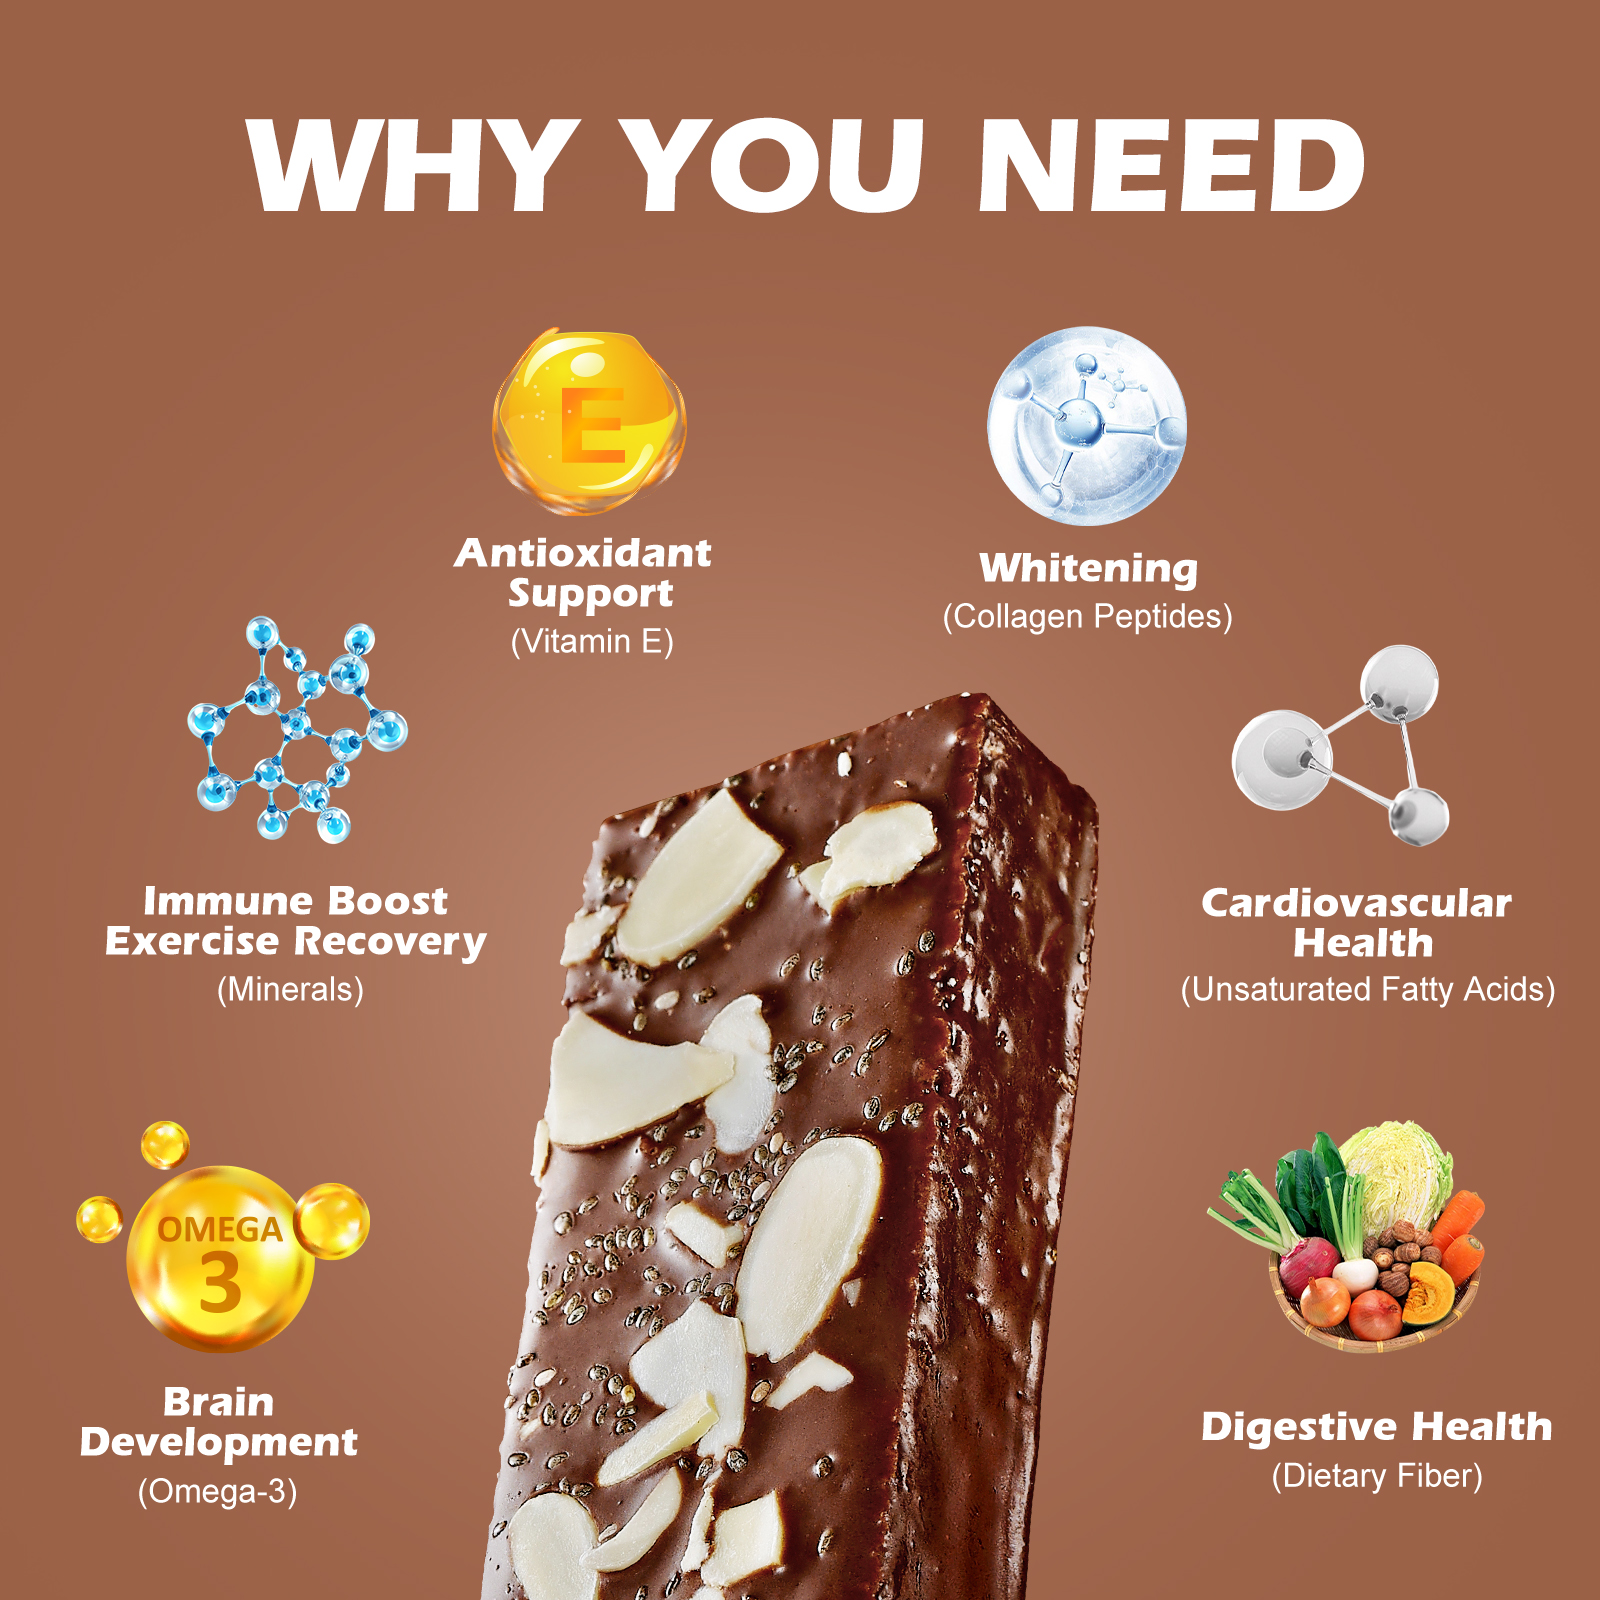 WHY YOU NEED
E
Antioxidant
Support
(Vitamin E)
Whitening
(Collagen Peptides)
Immune Boost
Exercise Recovery
(Minerals)
Cardiovascular
Health
(Unsaturated Fatty Acids)
OMEGA
3
Brain
Development
(Omega-3)
Digestive Health
(Dietary Fiber)